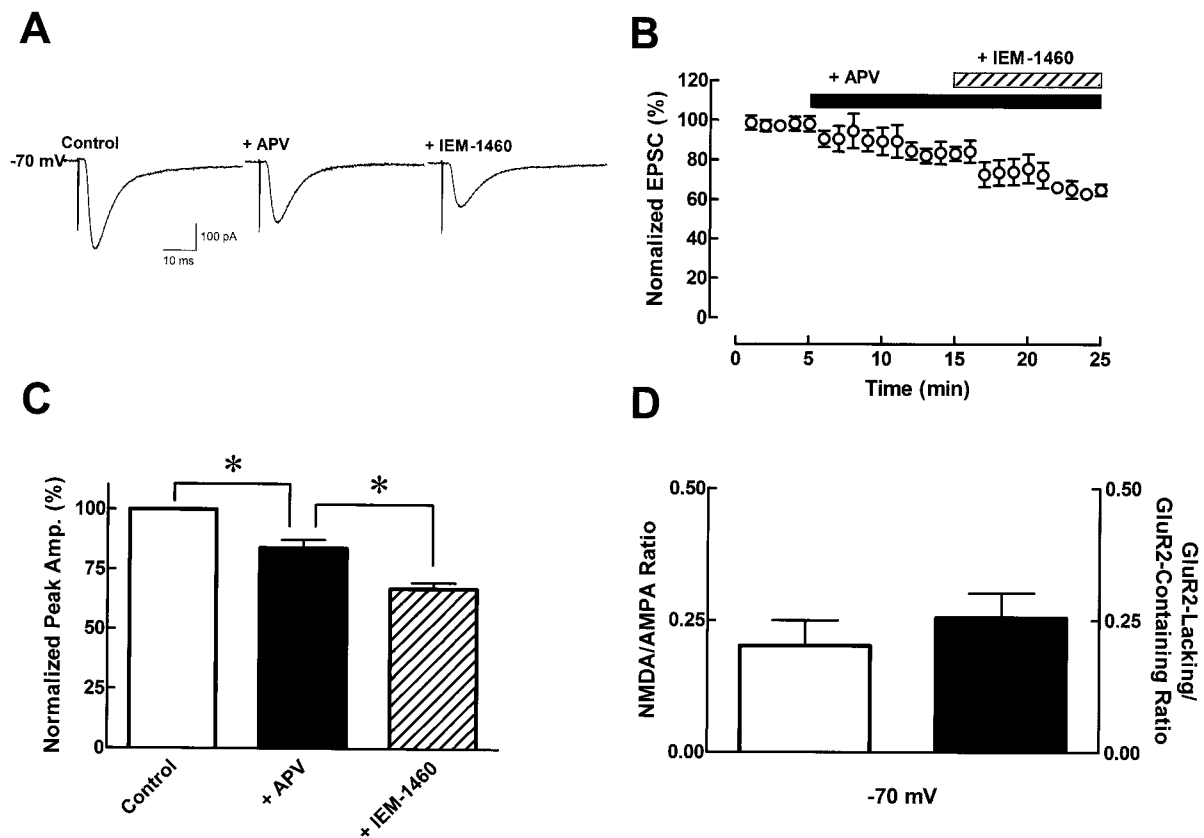 A
Control
+ APV
+ IEM-1460
-70 mV
100 pA
10 ms
B
+ IEM-1460
+ APV
Nomalized EPSC (%)
120
100
80
60
40
20
0
0
5
10
15
20
25
Time (min)
C
Normalized Peak Amp. (%)
100
75
50
25
0
*
*
Control
+ APV
+ IEM-1460
D
NMDA/AMPA Ratio
0.50
0.25
0.00
0.50
0.25
0.00
GluR2-Lacking/
GluR2-Containing Ratio
-70 mV